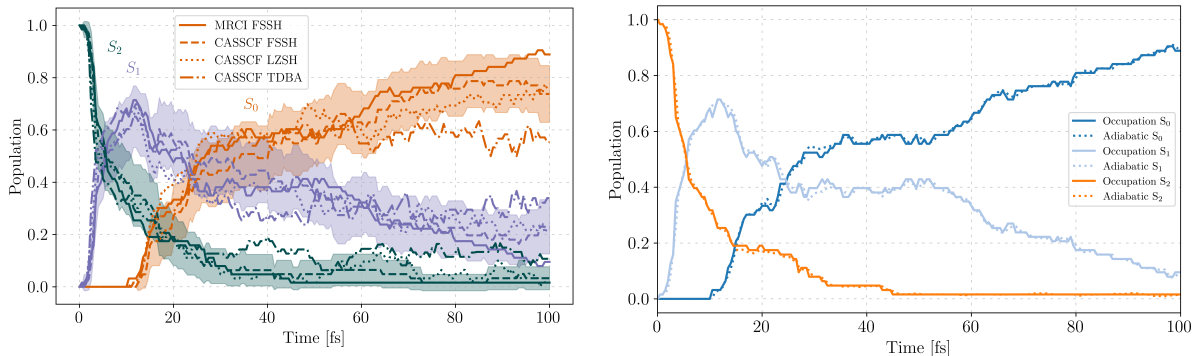 1.0
0.8
0.6
0.4
0.2
0.0
Population
0
20
40
60
80
100
Time [fs]
S₂
S₁
S₀
MRCI FSSH
CASSCF FSSH
CASSCF LZSH
CASSCF TDBA
1.0
0.8
0.6
0.4
0.2
0.0
Population
0
20
40
60
80
100
Time [fs]
Occupation S₀
Adiabatic S₀
Occupation S₁
Adiabatic S₁
Occupation S₂
Adiabatic S₂